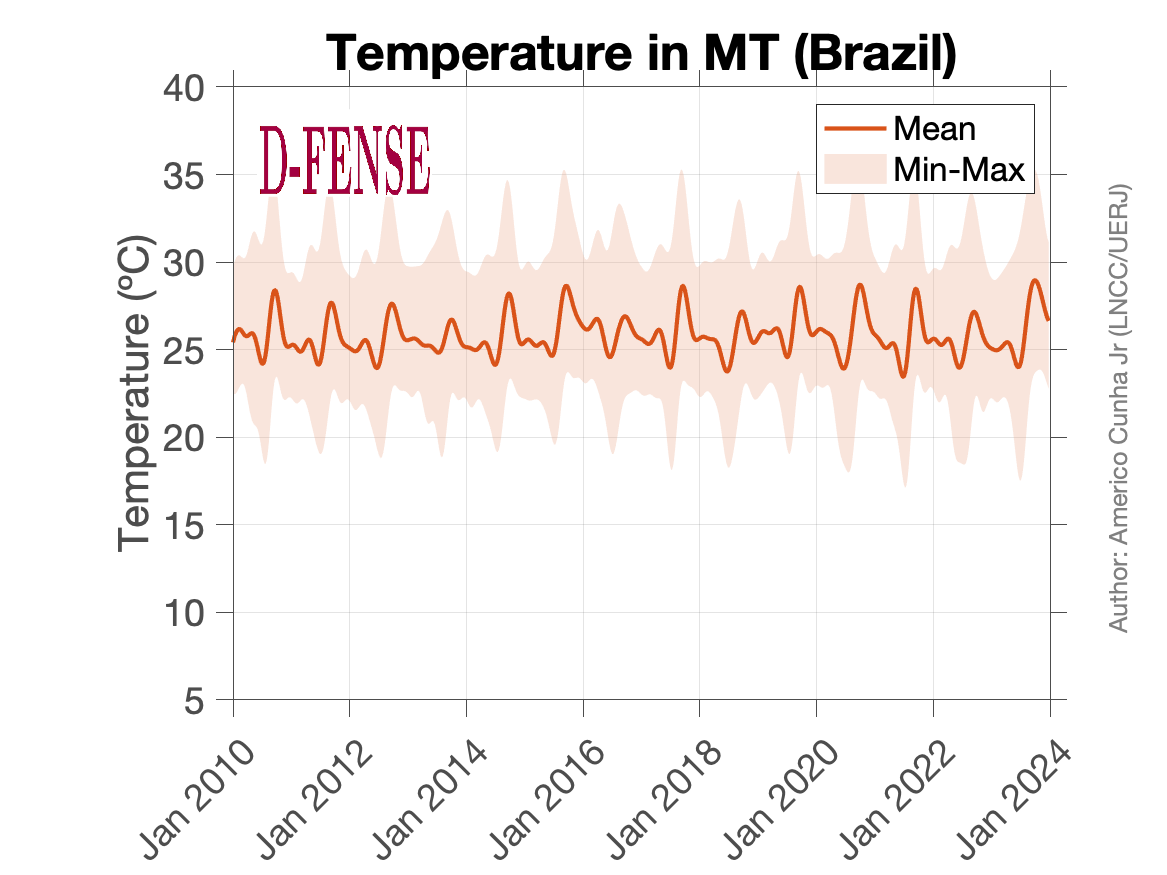 Temperature in MT (Brazil)
D-FENSE
Mean
Min-Max
Temperature (ºC)
40
35
30
25
20
15
10
5
Jan 2010
Jan 2012
Jan 2014
Jan 2016
Jan 2018
Jan 2020
Jan 2022
Jan 2024
Author: Americo Cunha Jr (LNCC/UERJ)